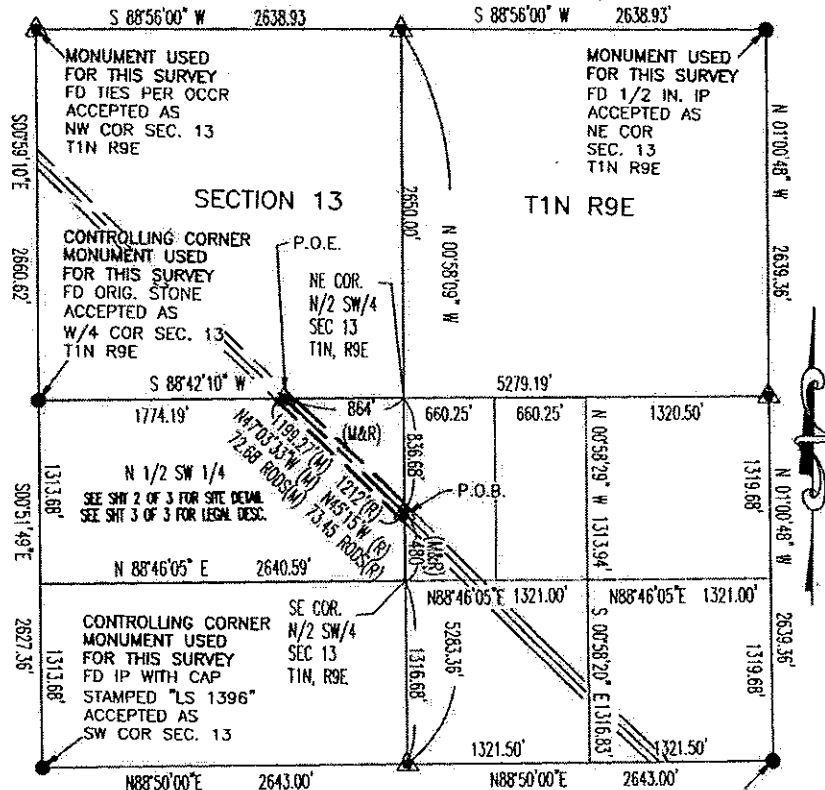 S 88°56'00" W 2638.93
S 88°56'00" W 2638.93'
MONUMENT USED
FOR THIS SURVEY
FD TIES PER OCCR
ACCEPTED AS
NW COR SEC. 13
T1N R9E
MONUMENT USED
FOR THIS SURVEY
FD 1/2 IN. IP
ACCEPTED AS
NE COR
SEC. 13
T1N R9E
S00°59'10"E
2660.62'
2650.00'
N 00°58'09" W
N 01°00'48" W
2639.36'
SECTION 13
T1N R9E
CONTROLLING CORNER
MONUMENT USED
FOR THIS SURVEY
FD ORIG. STONE
ACCEPTED AS
W/4 COR SEC. 13
T1N R9E
P.O.E.
NE COR.
N/2 SW/4
SEC 13
T1N, R9E
S 88°42'10" W
5279.19'
1774.19'
864'
(M&R)
660.25'
660.25'
1320.50'
1199.27'(M) 1212'(R)
N47°03'33"W (M) N45°15'W (R)
72.68 RODS(M) 73.45 RODS(R)
836.68'
P.O.B.
480'
(M&R)
N 1/2 SW 1/4
SEE SHT 2 OF 3 FOR SITE DETAIL
SEE SHT 3 OF 3 FOR LEGAL DESC.
1313.68'
S00°51'49"E
N 00°58'29" W 1313.94'
1319.68'
N 01°00'48" W
N 88°46'05" E 2640.59'
N88°46'05"E 1321.00'
N88°46'05"E 1321.00'
SE COR.
N/2 SW/4
SEC 13
T1N, R9E
2627.36'
1313.68'
CONTROLLING CORNER
MONUMENT USED
FOR THIS SURVEY
FD IP WITH CAP
STAMPED "LS 1396"
ACCEPTED AS
SW COR SEC. 13
1316.68'
5283.36'
S 00°58'20" E 1316.83'
2639.36'
1319.68'
1321.50'
1321.50'
N88°50'00"E 2643.00'
N88°50'00"E 2643.00'